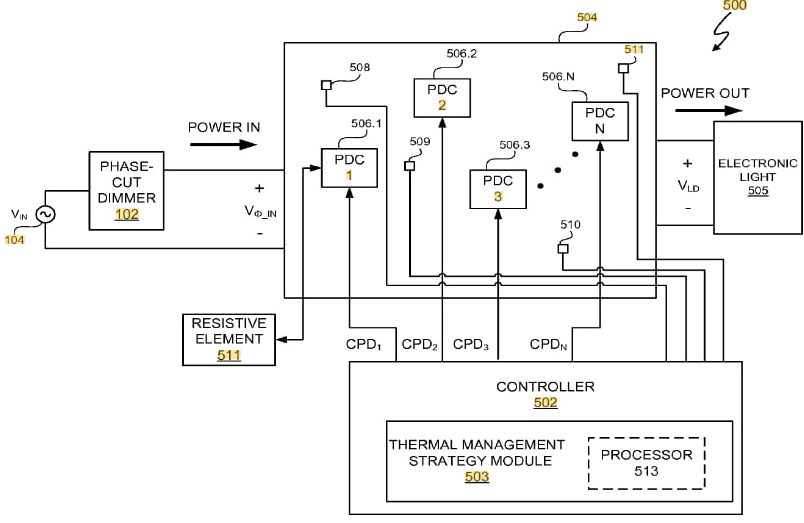 500
504
508
506.2
511
PDC
2
506.N
POWER OUT
PDC
N
POWER IN
506.1
PDC
1
509
506.3
PDC
3
PHASE-
CUT
DIMMER
102
+
VΦ_IN
-
VIN
104
+
VLD
-
ELECTRONIC
LIGHT
505
510
RESISTIVE
ELEMENT
511
CPD1
CPD2
CPD3
CPDN
CONTROLLER
502
THERMAL MANAGEMENT
STRATEGY MODULE
503
PROCESSOR
513